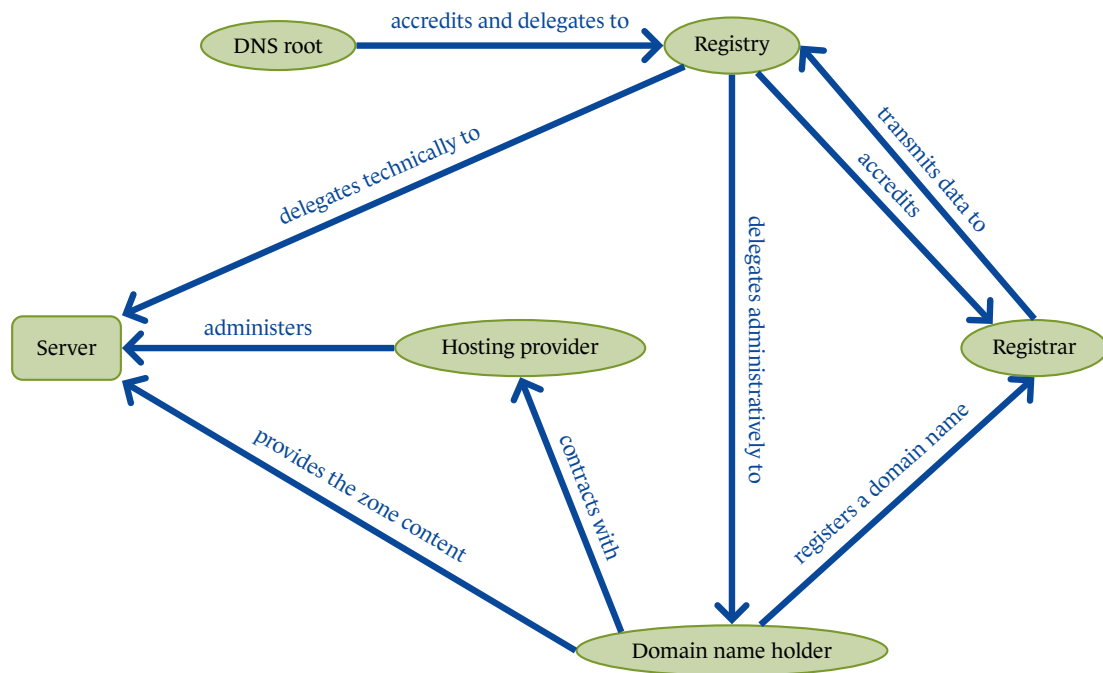 accredits and delegates to
DNS root
Registry
transmits data to
accredits
delegates technically to
delegates administratively to
administers
Server
Hosting provider
Registrar
provides the zone content
contracts with
registers a domain name
Domain name holder